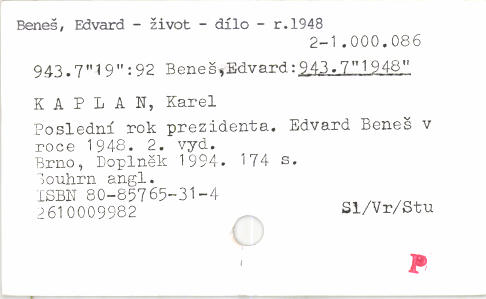 Beneš, Edvard - život - dílo - r.1948
2-1.000.086
943.7"19":92 Beneš,Edvard:943.7"1948"
K A P L A N, Karel
Poslední rok prezidenta. Edvard Beneš v
roce 1948. 2. vyd.
Brno, Doplněk 1994. 174 s.
Souhrn angl.
ISBN 80-85765-31-4
2610009982
Sl/Vr/Stu
P